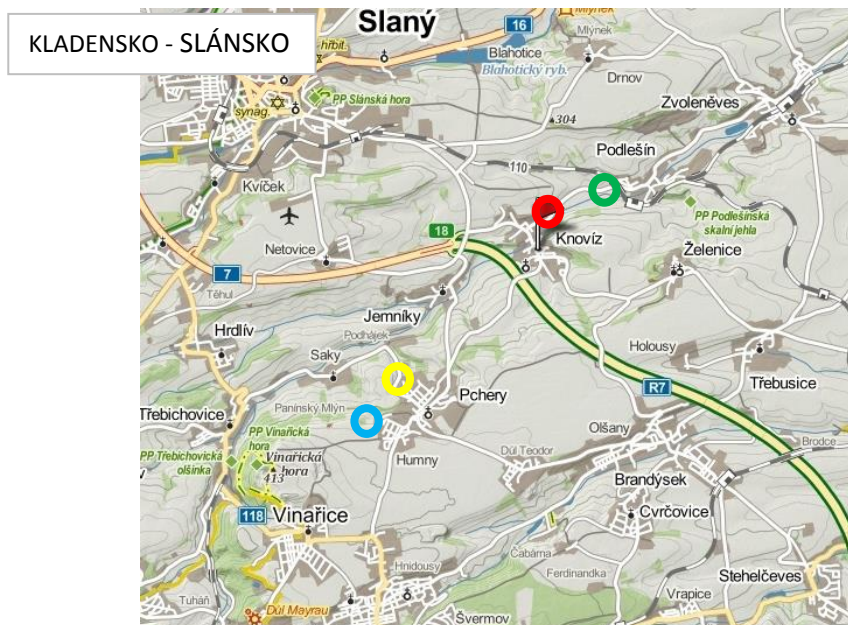 KLADENSKO - SLÁNSKO
Slaný
16
Mlýnek
Mlýnek
hřbit.
Blahotice
Blahotický ryb.
Drnov
PP Slánská hora
synag.
Zvoleněves
304
Podlešín
110
Kvíček
PP Podlešínská
skalní jehla
18
Knovíz
Netovice
Želenice
7
Těhul
Jemníky
Hrdlív
Podhájek
Holousy
Saky
R7
Třebusice
Pchery
Panínský Mlýn
Třebichovice
Olšany
PP Vinařická
hora
Brodce
PP Třebichovická
olšinka
Vinařická
hora
413
Humny
Důl Teodor
Brandýsek
118
Vinařice
Cvrčovice
Čabárna
Hnidousy
Ferdinandka
Stehelčeves
Tuháň
Důl Mayrau
Švermov
Vrapice